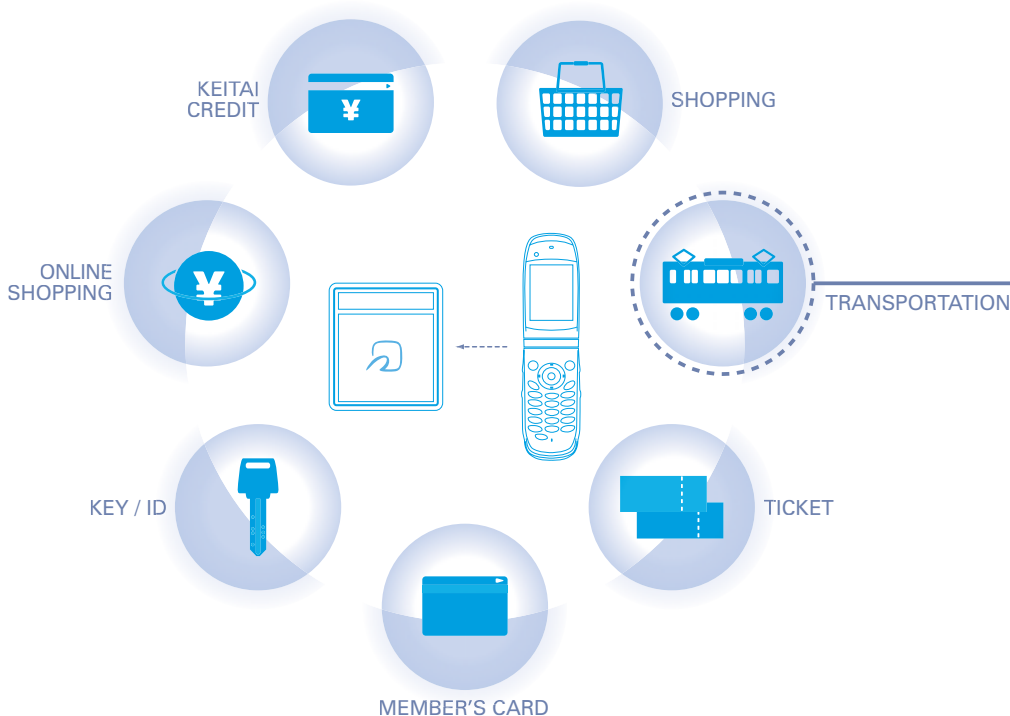 KEITAI
CREDIT
¥
SHOPPING
ONLINE
SHOPPING
¥
TRANSPORTATION
KEY / ID
TICKET
MEMBER'S CARD